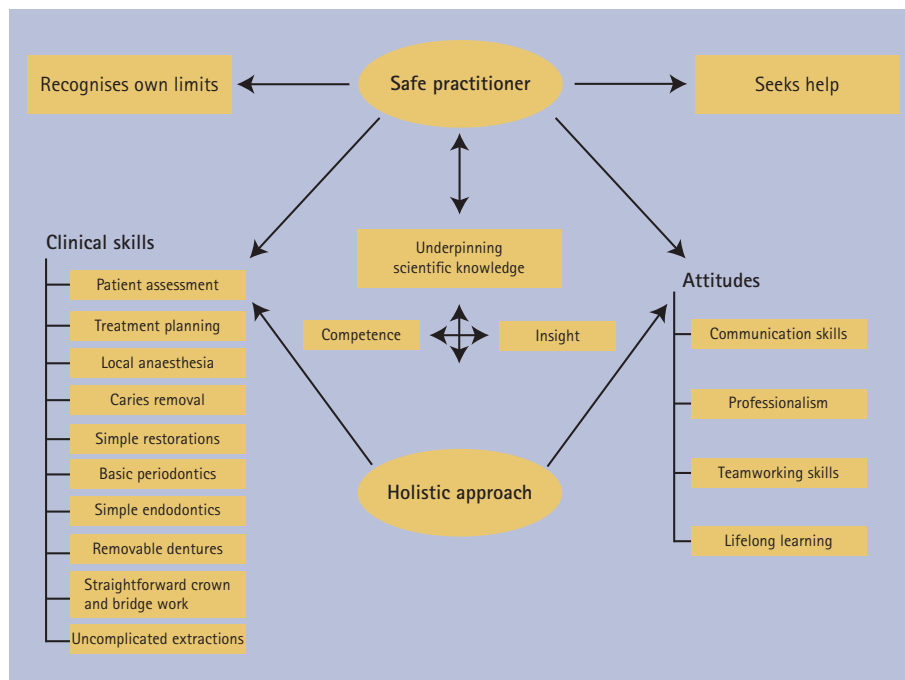 Recognises own limits
Safe practitioner
Seeks help
Underpinning
scientific knowledge
Competence
Insight
Clinical skills
Patient assessment
Treatment planning
Local anaesthesia
Caries removal
Simple restorations
Basic periodontics
Simple endodontics
Removable dentures
Straightforward crown
and bridge work
Uncomplicated extractions
Attitudes
Communication skills
Professionalism
Teamworking skills
Lifelong learning
Holistic approach